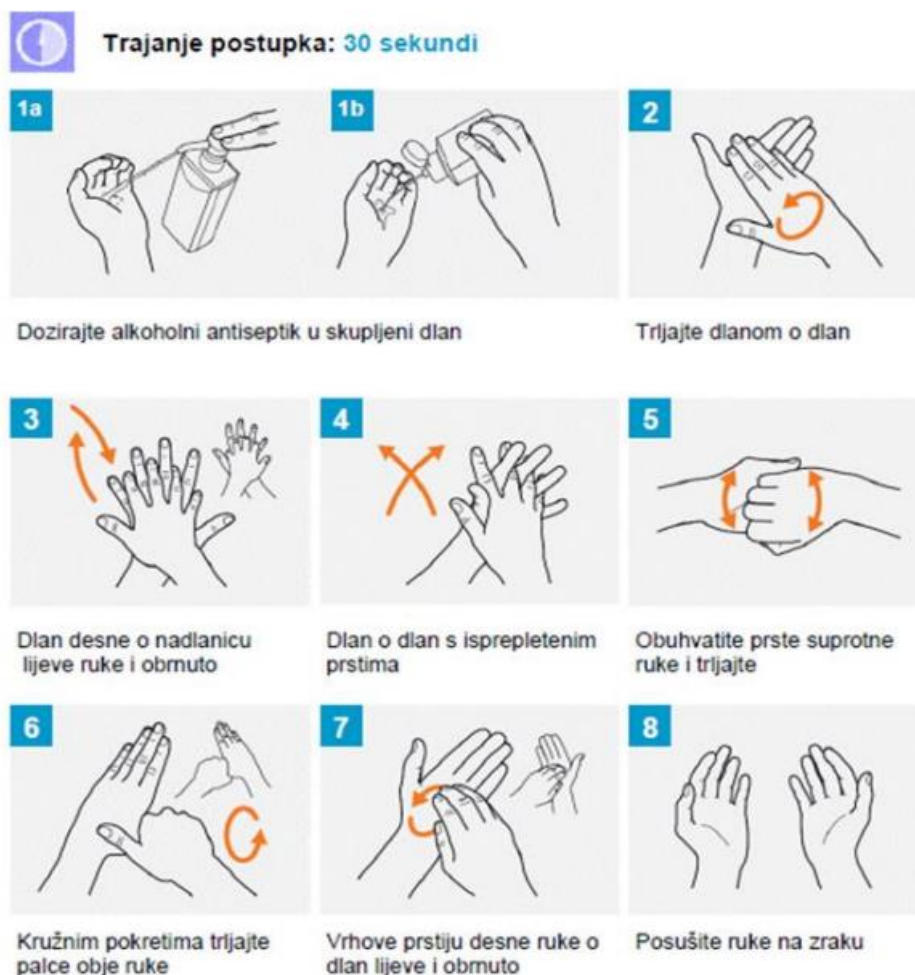 Trajanje postupka: 30 sekundi
1a
1b
2
Dozirajte alkoholni antiseptik u skupljeni dlan
Trljajte dlanom o dlan
3
4
5
Dlan desne o nadlanicu
lijeve ruke i obrnuto
Dlan o dlan s isprepletenim
prstima
Obuhvatite prste suprotne
ruke i trljajte
6
7
8
Kružnim pokretima trljajte
palce obje ruke
Vrhove prstiju desne ruke o
dlan lijeve i obrnuto
Posušite ruke na zraku